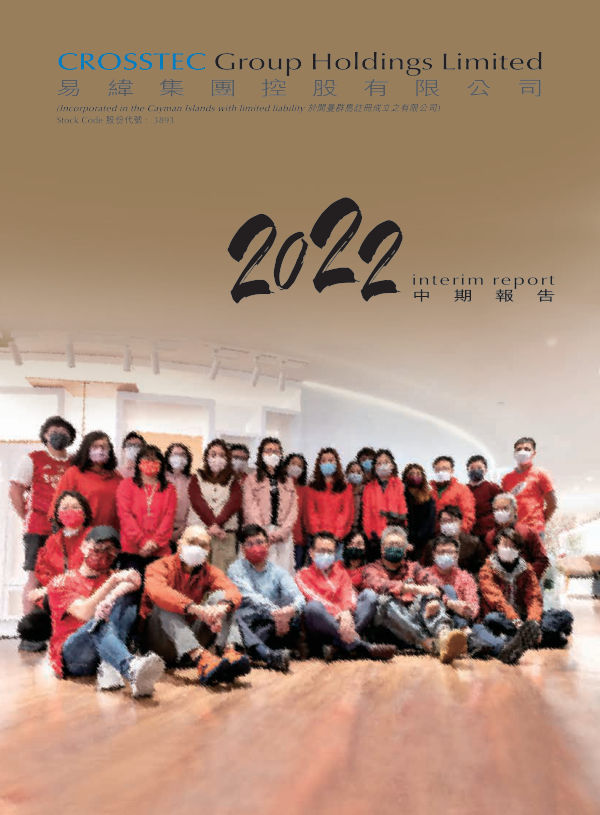 CROSSTEC Group Holdings Limited
易緯集團控股有限公司
(Incorporated in the Cayman Islands with limited liability 於開曼群島註冊成立之有限公司)
Stock Code 股份代號: 3893
2022
interim report
中期報告